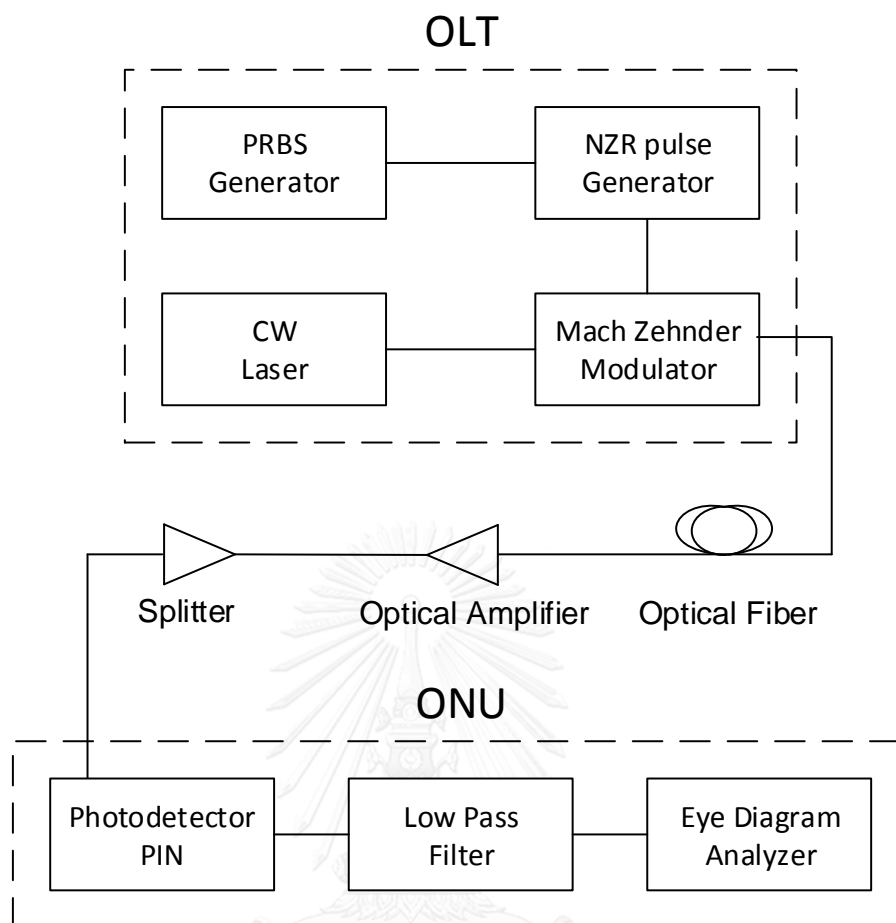 OLT
PRBS
Generator
NZR pulse
Generator
CW
Laser
Mach Zehnder
Modulator
Splitter
Optical Amplifier
Optical Fiber
ONU
Photodetector
PIN
Low Pass
Filter
Eye Diagram
Analyzer